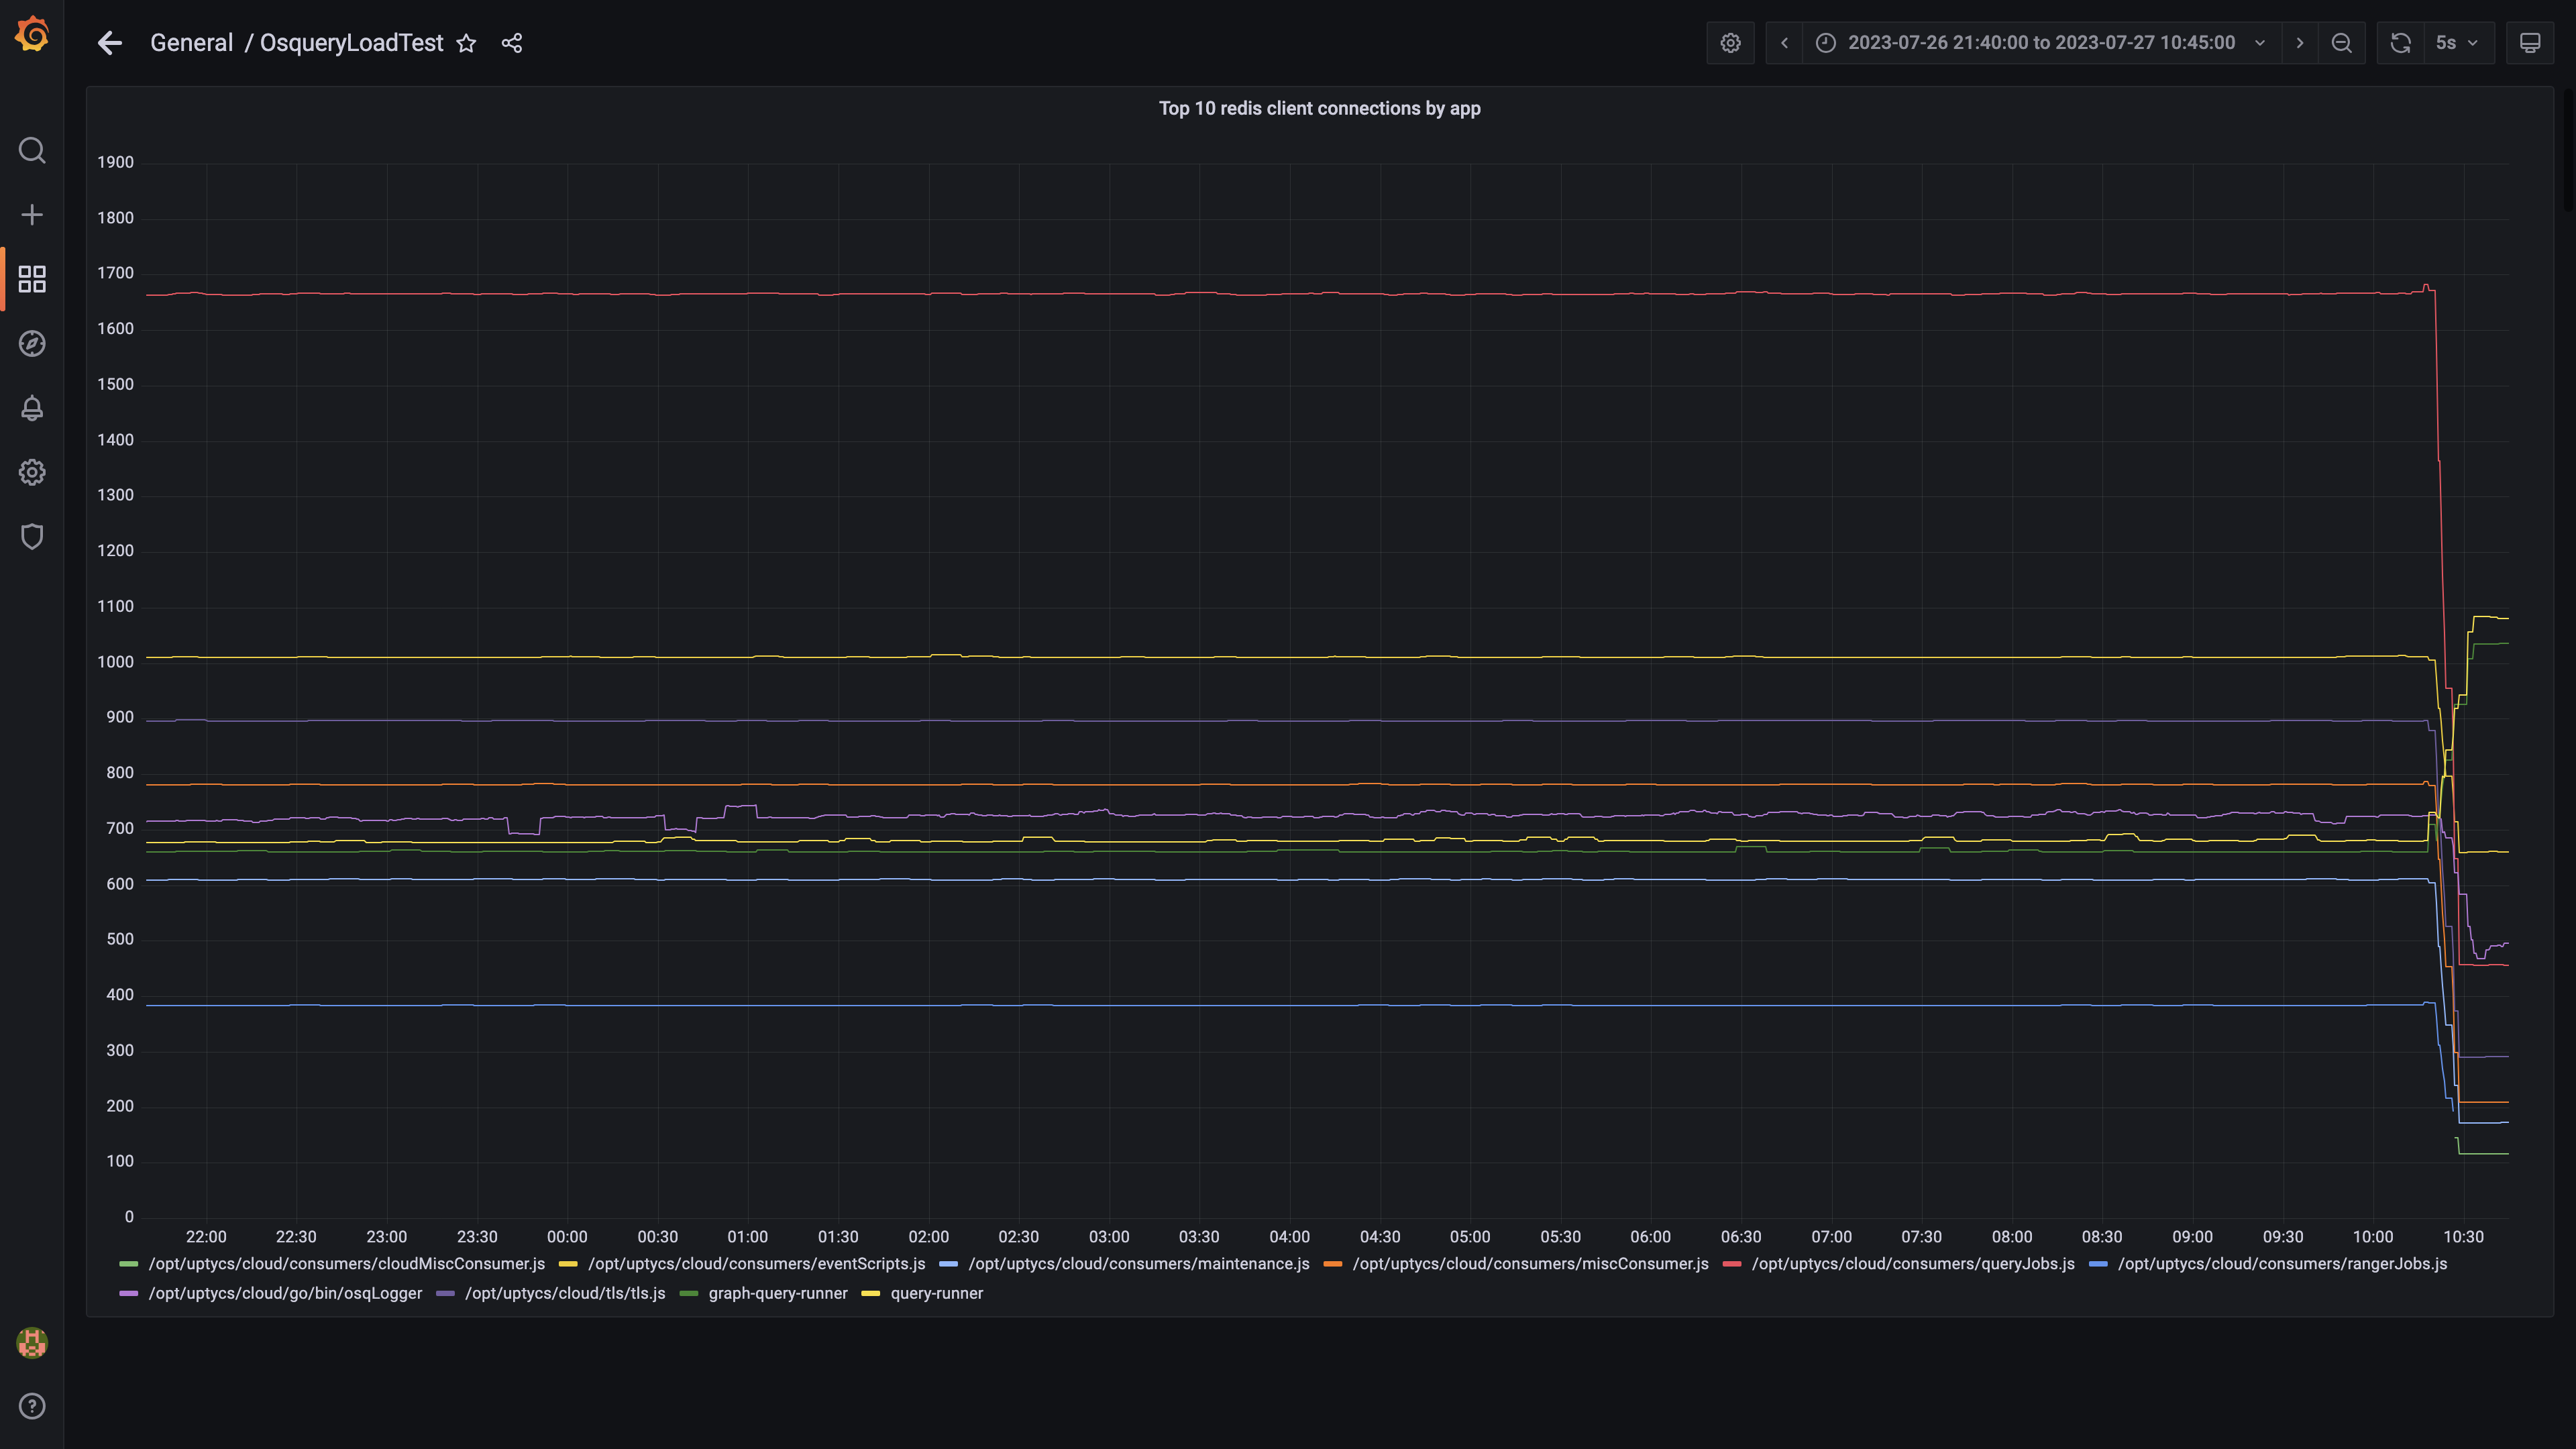 General / OsqueryLoadTest
2023-07-26 21:40:00 to 2023-07-27 10:45:00
5s
Top 10 redis client connections by app
1900
1800
1700
1600
1500
1400
1300
1200
1100
1000
900
800
700
600
500
400
300
200
100
0
22:00 22:30 23:00 23:30 00:00 00:30 01:00 01:30 02:00 02:30 03:00 03:30 04:00 04:30 05:00 05:30 06:00 06:30 07:00 07:30 08:00 08:30 09:00 09:30 10:00 10:30
/opt/uptycs/cloud/consumers/cloudMiscConsumer.js /opt/uptycs/cloud/consumers/eventScripts.js /opt/uptycs/cloud/consumers/maintenance.js /opt/uptycs/cloud/consumers/miscConsumer.js /opt/uptycs/cloud/consumers/queryJobs.js /opt/uptycs/cloud/consumers/rangerJobs.js
/opt/uptycs/cloud/go/bin/osqLogger /opt/uptycs/cloud/tls/tls.js graph-query-runner query-runner